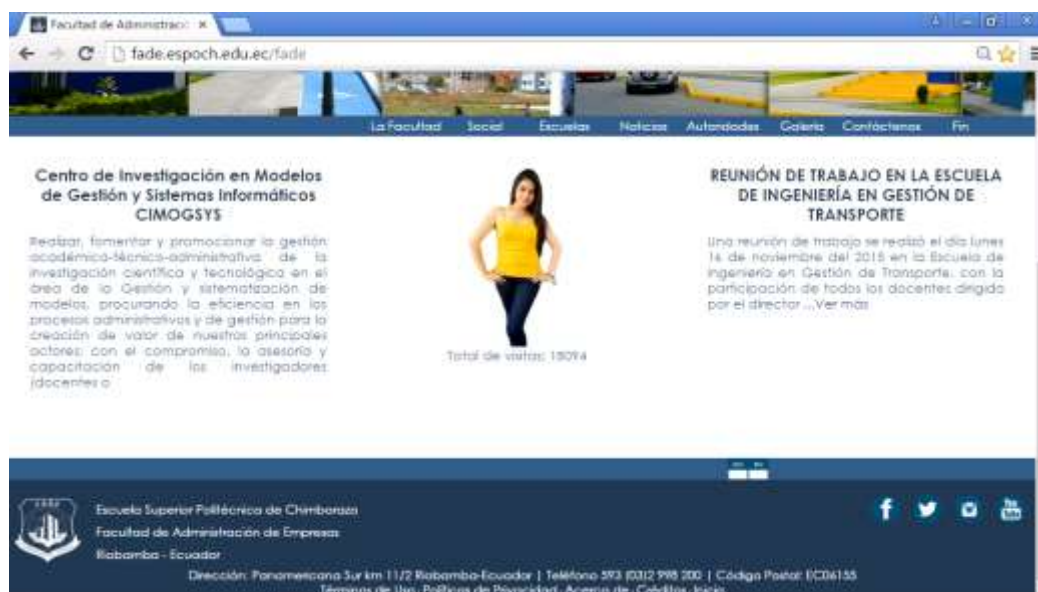 Facultad de Administracio
fade.espoch.edu.ec/fade
La Facultad Social Escuelas Noticias Autoridades Galeria Contáctenos Fin
Centro de Investigación en Modelos
de Gestión y Sistemas Informáticos
CIMOGSYS
Realizar, fomentar y promocionar la gestión
académica-técnica-administrativa de la
investigación científica y tecnológica en el
área de la Gestión y sistematización de
modelos, procurando la eficiencia en los
procesos administrativos y de gestión para la
creación de valor de nuestros principales
actores; con el compromiso, la asesoría y
capacitación de los investigadores
(docentes o
Total de visitas: 18094
REUNIÓN DE TRABAJO EN LA ESCUELA
DE INGENIERÍA EN GESTIÓN DE
TRANSPORTE
Una reunión de trabajo se realizó el día lunes
16 de noviembre del 2015 en la Escuela de
Ingeniería en Gestión de Transporte, con la
participación de todos los docentes dirigida
por el director ...Ver más
Escuela Superior Politécnica de Chimborazo
Facultad de Administración de Empresas
Riobamba - Ecuador
Dirección: Panamericana Sur km 11/2 Riobamba-Ecuador | Teléfono 593 (03)2 998 200 | Código Postal: EC06155
Términos de Uso Políticas de Privacidad Acerca de Créditos Inicio